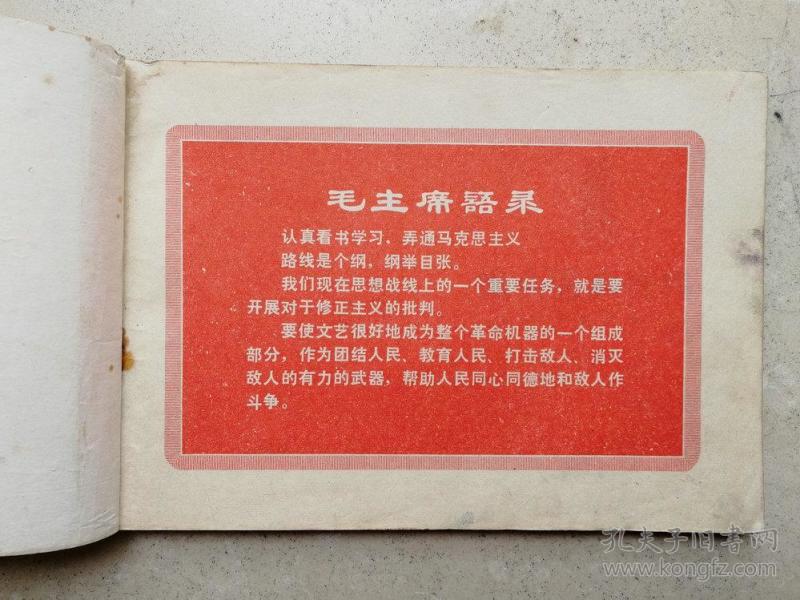 毛主席語录
认真看书学习、弄通马克思主义
路线是个纲，纲举目张。
我们现在思想战线上的一个重要任务，就是要
开展对于修正主义的批判。
要使文艺很好地成为整个革命机器的一个组成
部分，作为团结人民、教育人民、打击敌人、消灭
敌人的有力的武器，帮助人民同心同德地和敌人作
斗争。
孔夫子旧书网
www.kongfz.com